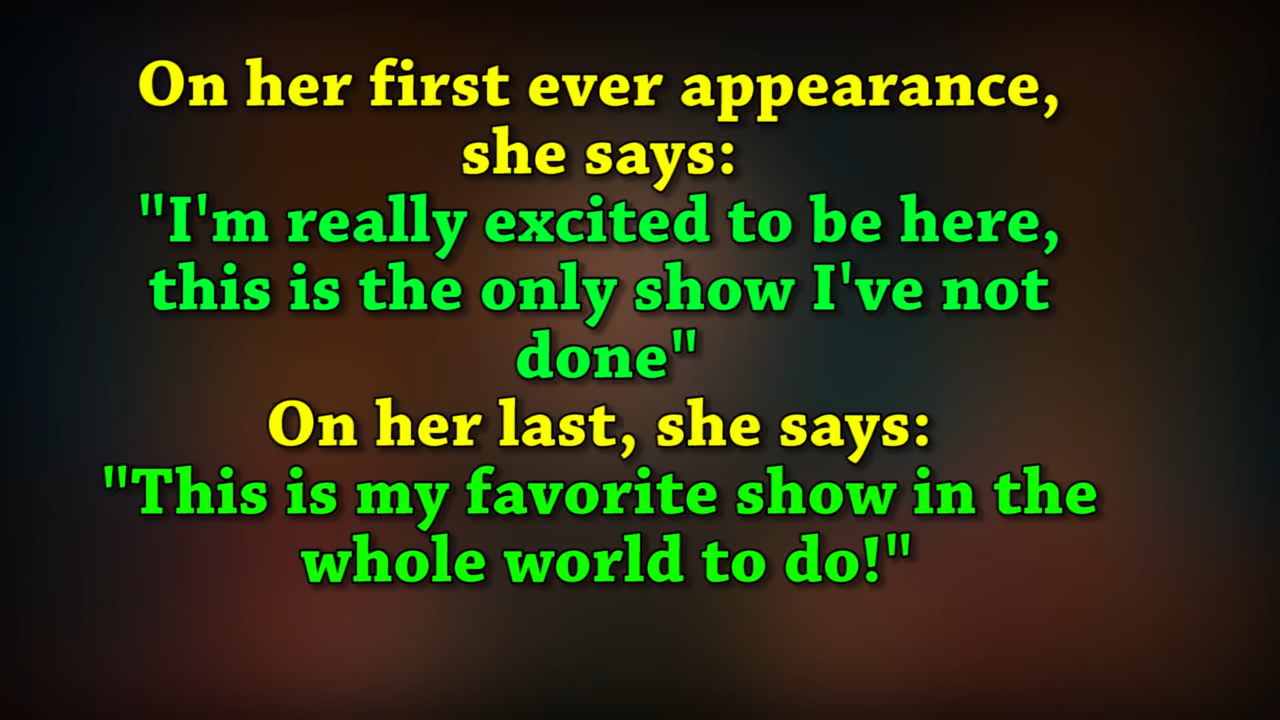 On her first ever appearance,
she says:
"I'm really excited to be here,
this is the only show I've not
done"
On her last, she says:
"This is my favorite show in the
whole world to do!"